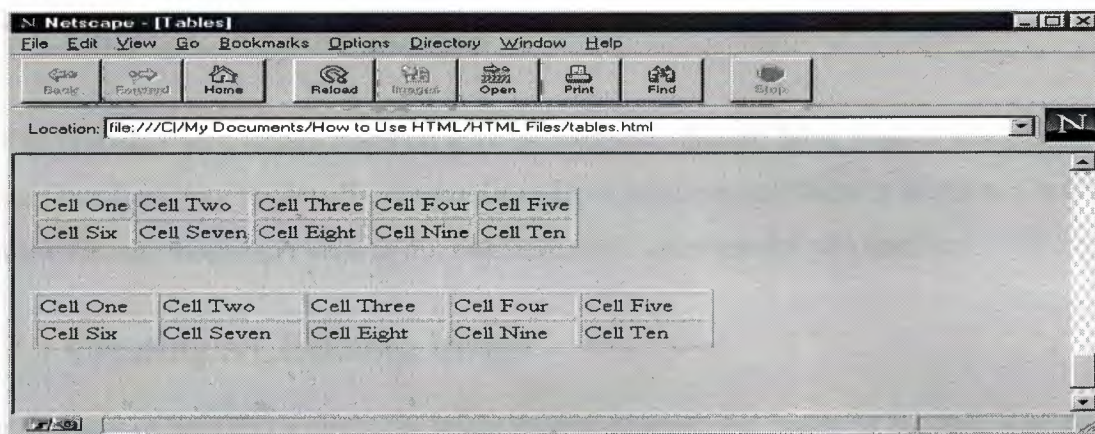 N Netscape - [Tables]
File Edit View Go Bookmarks Options Directory Window Help
Back Forward Home Reload Images Open Print Find Stop
Location: file:///C|/My Documents/How to Use HTML/HTML Files/tables.html N
Cell One Cell Two Cell Three Cell Four Cell Five
Cell Six Cell Seven Cell Eight Cell Nine Cell Ten
Cell One Cell Two Cell Three Cell Four Cell Five
Cell Six Cell Seven Cell Eight Cell Nine Cell Ten